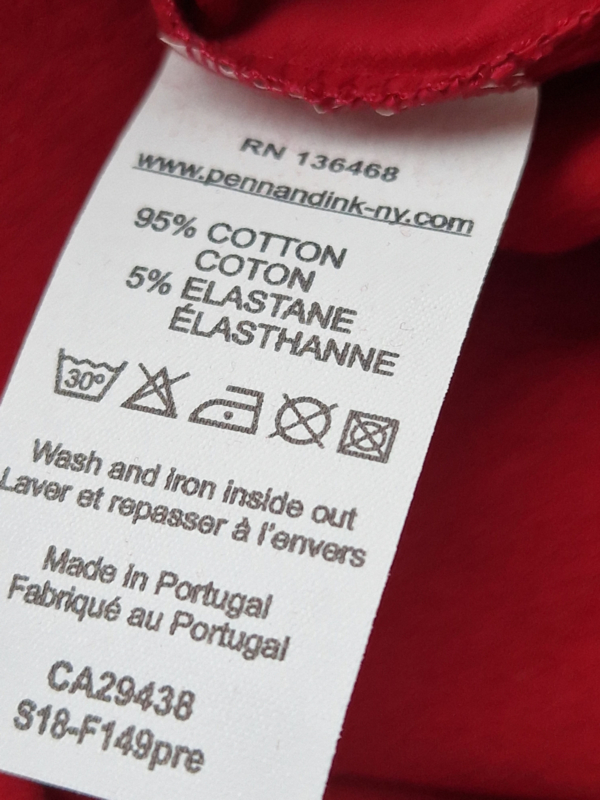 RN 136468
www.pennandink-ny.com
95% COTTON
COTON
5% ELASTANE
ÉLASTHANNE
30º
Wash and iron inside out
Laver et repasser à l'envers
Made in Portugal
Fabriqué au Portugal
CA29438
S18-F149pre